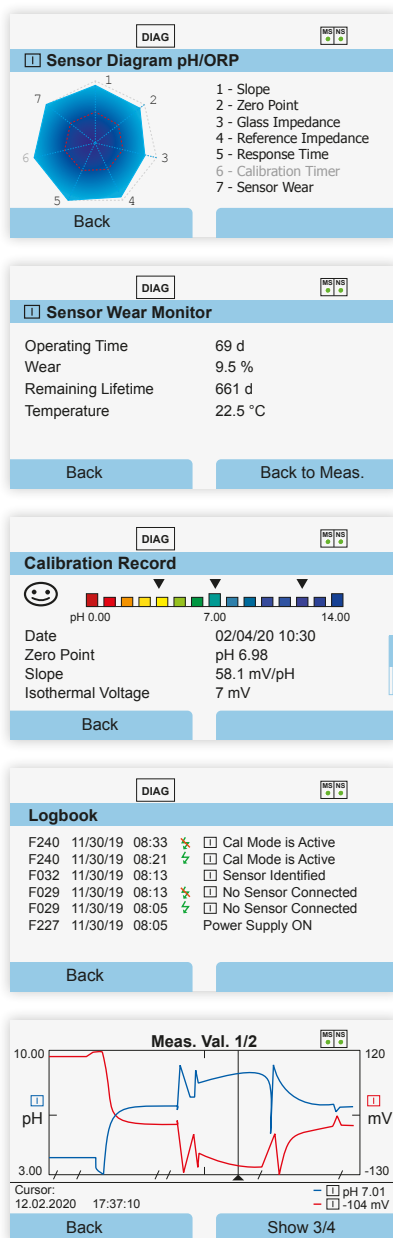 DIAG
MS NS
I Sensor Diagram pH/ORP
1
2
3
4
5
6
7
1 - Slope
2 - Zero Point
3 - Glass Impedance
4 - Reference Impedance
5 - Response Time
6 - Calibration Timer
7 - Sensor Wear
Back
DIAG
MS NS
I Sensor Wear Monitor
Operating Time 69 d
Wear 9.5 %
Remaining Lifetime 661 d
Temperature 22.5 °C
Back Back to Meas.
DIAG
MS NS
Calibration Record
pH 0.00 7.00 14.00
Date 02/04/20 10:30
Zero Point pH 6.98
Slope 58.1 mV/pH
Isothermal Voltage 7 mV
Back
DIAG
MS NS
Logbook
F240 11/30/19 08:33 I Cal Mode is Active
F240 11/30/19 08:21 I Cal Mode is Active
F032 11/30/19 08:13 I Sensor Identified
F029 11/30/19 08:13 I No Sensor Connected
F029 11/30/19 08:05 I No Sensor Connected
F227 11/30/19 08:05 Power Supply ON
Back
Meas. Val. 1/2
MS NS
10.00 120
I I
pH mV
3.00 -130
Cursor:
12.02.2020 17:37:10
I pH 7.01
I -104 mV
Back Show 3/4